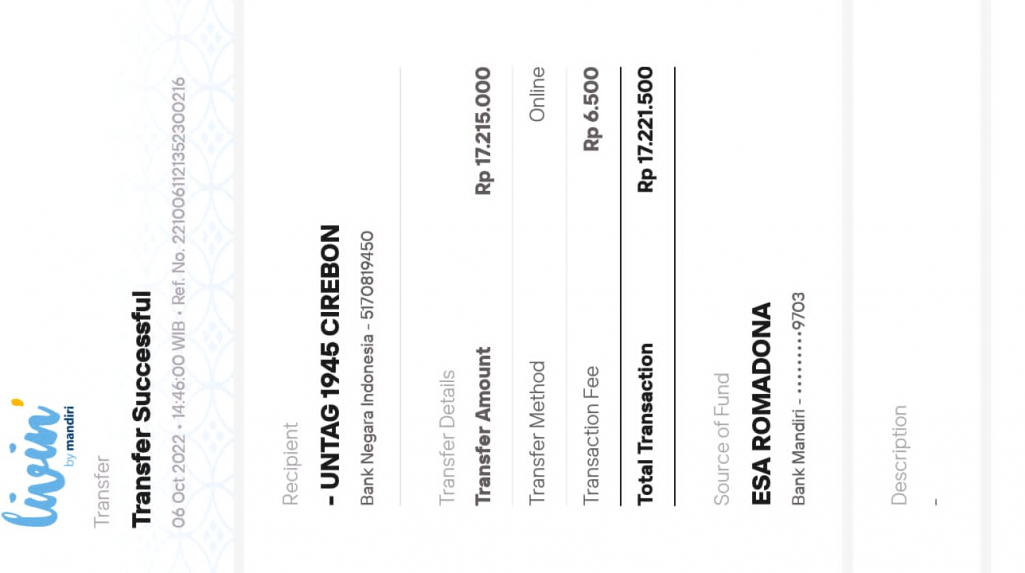 livin'
by mandiri
Transfer
Transfer Successful
06 Oct 2022 • 14:46:00 WIB • Ref. No. 2210061121352300216
Recipient
- UNTAG 1945 CIREBON
Bank Negara Indonesia - 5170819450
Transfer Details
Transfer Amount Rp 17.215.000
Transfer Method Online
Transaction Fee Rp 6.500
Total Transaction Rp 17.221.500
Source of Fund
ESA ROMADONA
Bank Mandiri - •••••••••9703
Description
-